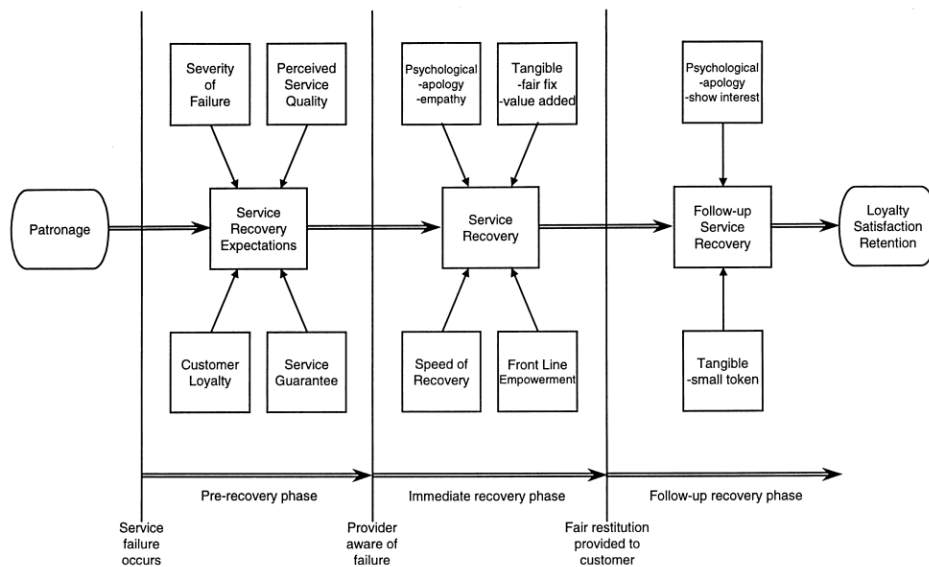 Severity
of
Failure
Perceived
Service
Quality
Psychological
-apology
-empathy
Tangible
-fair fix
-value added
Psychological
-apology
-show interest
Patronage
Service
Recovery
Expectations
Service
Recovery
Follow-up
Service
Recovery
Loyalty
Satisfaction
Retention
Customer
Loyalty
Service
Guarantee
Speed of
Recovery
Front Line
Empowerment
Tangible
-small token
Pre-recovery phase
Immediate recovery phase
Follow-up recovery phase
Service
failure
occurs
Provider
aware of
failure
Fair restitution
provided to
customer